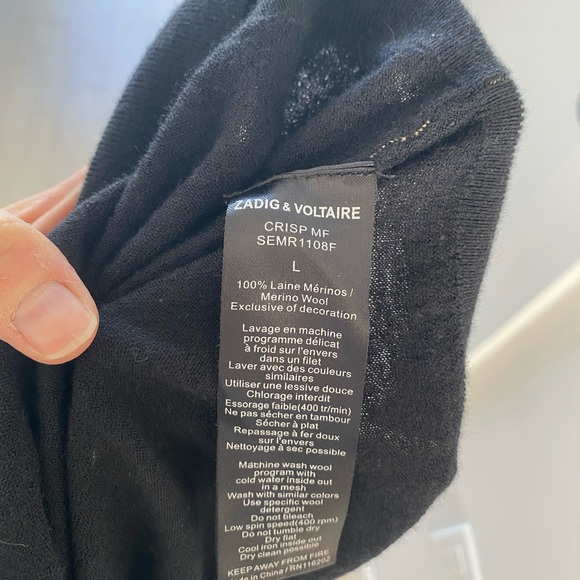 ZADIG & VOLTAIRE
CRISP MF
SEMR1108F
L
100% Laine Mérinos /
Merino Wool
Exclusive of decoration
Lavage en machine
programme délicat
à froid sur l'envers
dans un filet
Laver avec des couleurs
similaires
Utiliser une lessive douce
Chlorage interdit
Essorage faible(400 tr/min)
Ne pas sécher en tambour
Sécher à plat
Repassage à fer doux
sur l'envers
Nettoyage à sec possible
Machine wash wool
program with
cold water inside out
in a mesh
Wash with similar colors
Use specific wool
detergent
Do not bleach
Low spin speed(400 rpm)
Do not tumble dry
Dry flat
Cool iron inside out
Dry clean possible
KEEP AWAY FROM FIRE
Made in China / RN116202